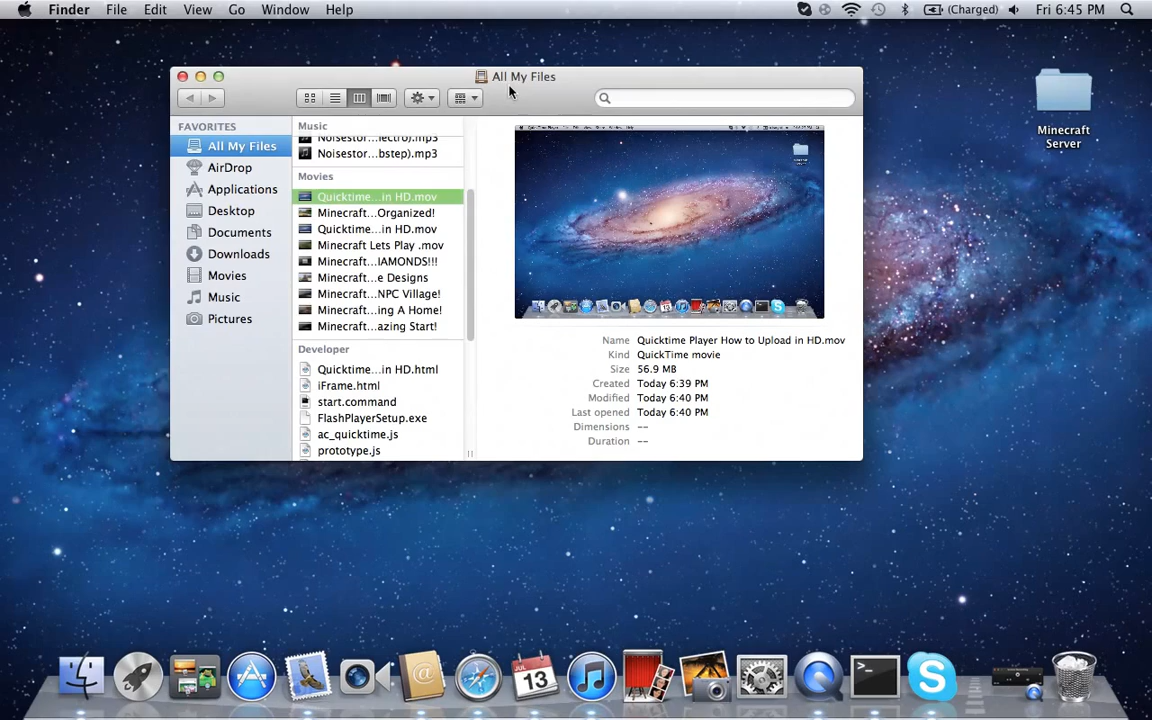 Finder File Edit View Go Window Help (Charged) Fri 6:45 PM
All My Files
Minecraft
Server
FAVORITES
All My Files
AirDrop
Applications
Desktop
Documents
Downloads
Movies
Music
Pictures
Music
Noisestor...lectro).mp3
Noisestor...bstep).mp3
Movies
Quicktime...in HD.mov
Minecraft...Organized!
Quicktime...in HD.mov
Minecraft Lets Play .mov
Minecraft...IAMONDS!!!
Minecraft...e Designs
Minecraft...NPC Village!
Minecraft...ing A Home!
Minecraft...azing Start!
Developer
Quicktime...in HD.html
iFrame.html
start.command
FlashPlayerSetup.exe
ac_quicktime.js
prototype.js
Name Quicktime Player How to Upload in HD.mov
Kind QuickTime movie
Size 56.9 MB
Created Today 6:39 PM
Modified Today 6:40 PM
Last opened Today 6:40 PM
Dimensions --
Duration --
JUL
13